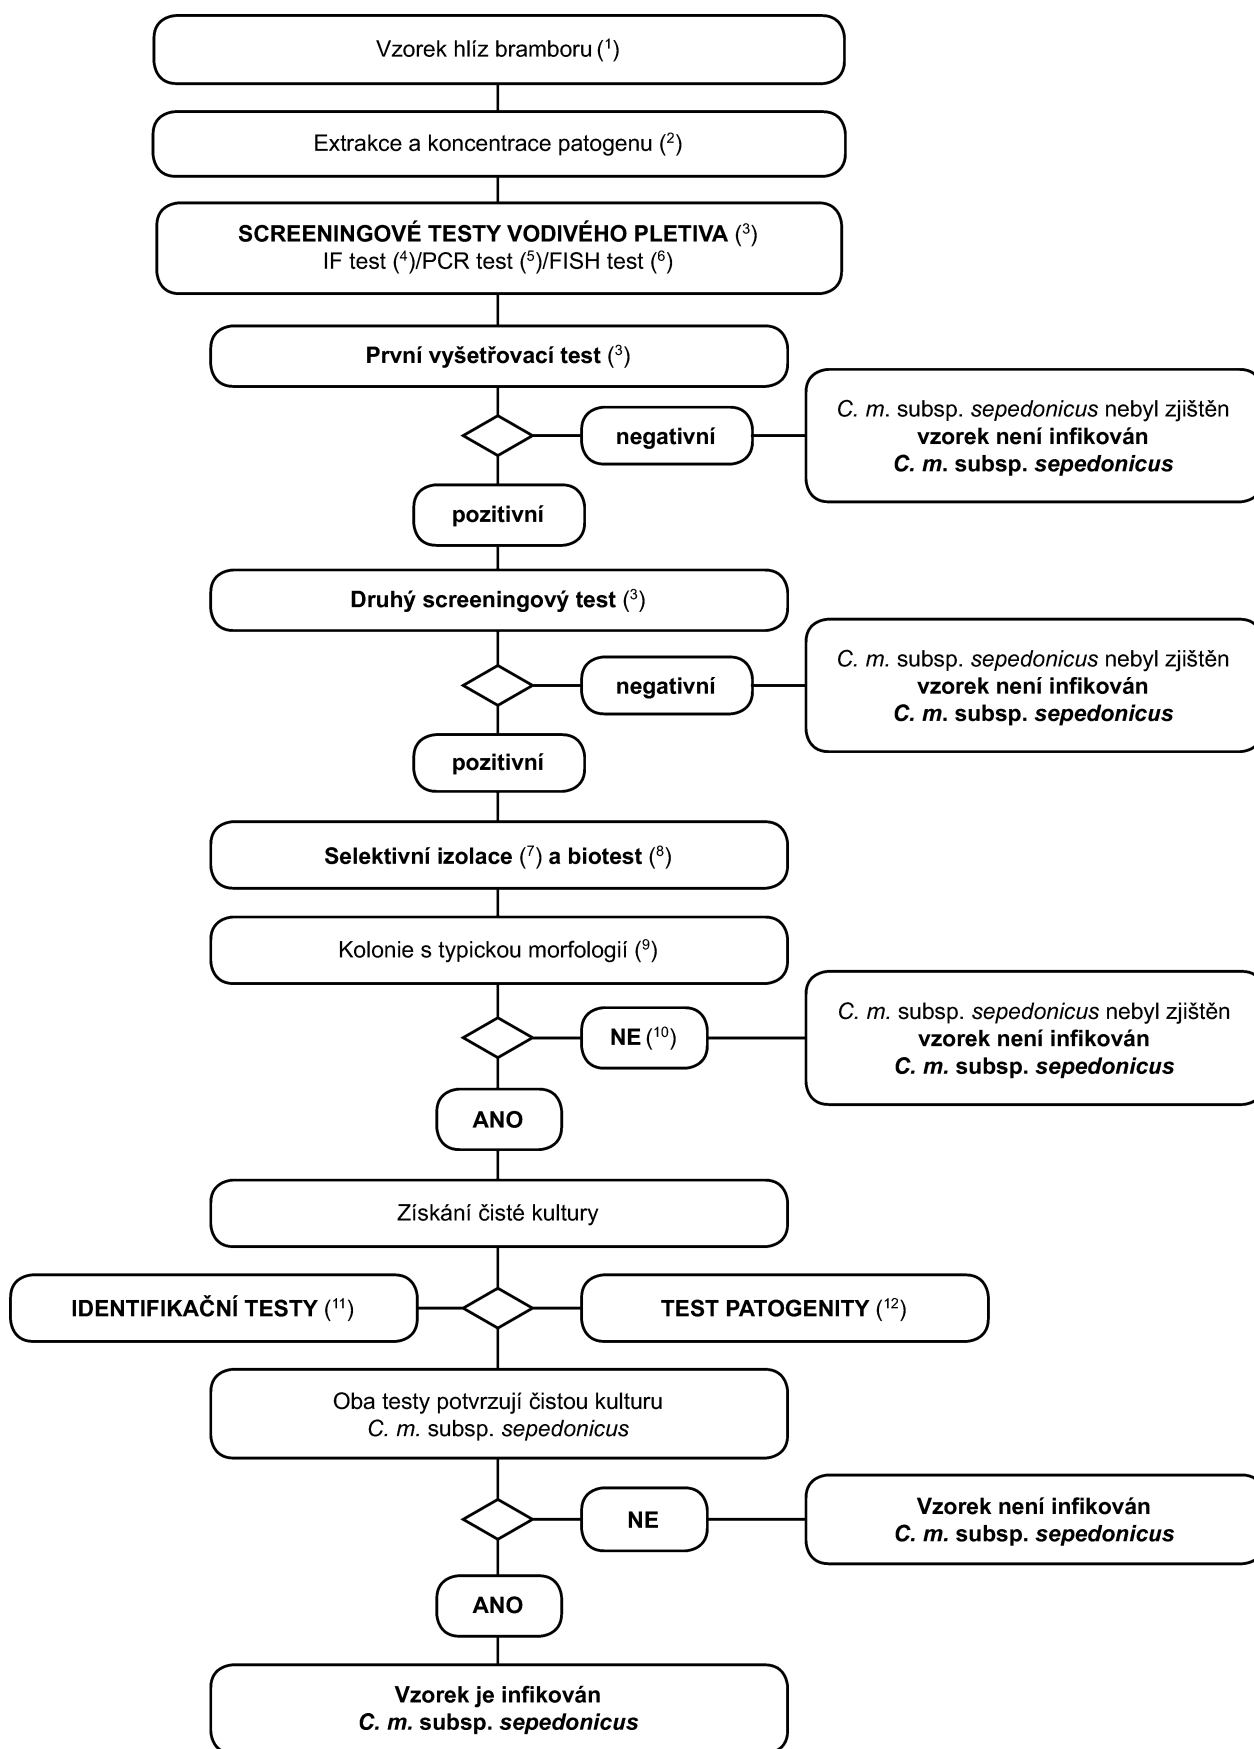 Vzorek hlíz bramboru (1)
Extrakce a koncentrace patogenu (2)
SCREENINGOVÉ TESTY VODIVÉHO PLETIVA (3)
IF test (4)/PCR test (5)/FISH test (6)
První vyšetřovací test (3)
negativní
C. m. subsp. sepedonicus nebyl zjištěn
vzorek není infikován
C. m. subsp. sepedonicus
pozitivní
Druhý screeningový test (3)
negativní
C. m. subsp. sepedonicus nebyl zjištěn
vzorek není infikován
C. m. subsp. sepedonicus
pozitivní
Selektivní izolace (7) a biotest (8)
Kolonie s typickou morfologií (9)
NE (10)
C. m. subsp. sepedonicus nebyl zjištěn
vzorek není infikován
C. m. subsp. sepedonicus
ANO
Získání čisté kultury
IDENTIFIKAČNÍ TESTY (11)
TEST PATOGENITY (12)
Oba testy potvrzují čistou kulturu
C. m. subsp. sepedonicus
NE
Vzorek není infikován
C. m. subsp. sepedonicus
ANO
Vzorek je infikován
C. m. subsp. sepedonicus